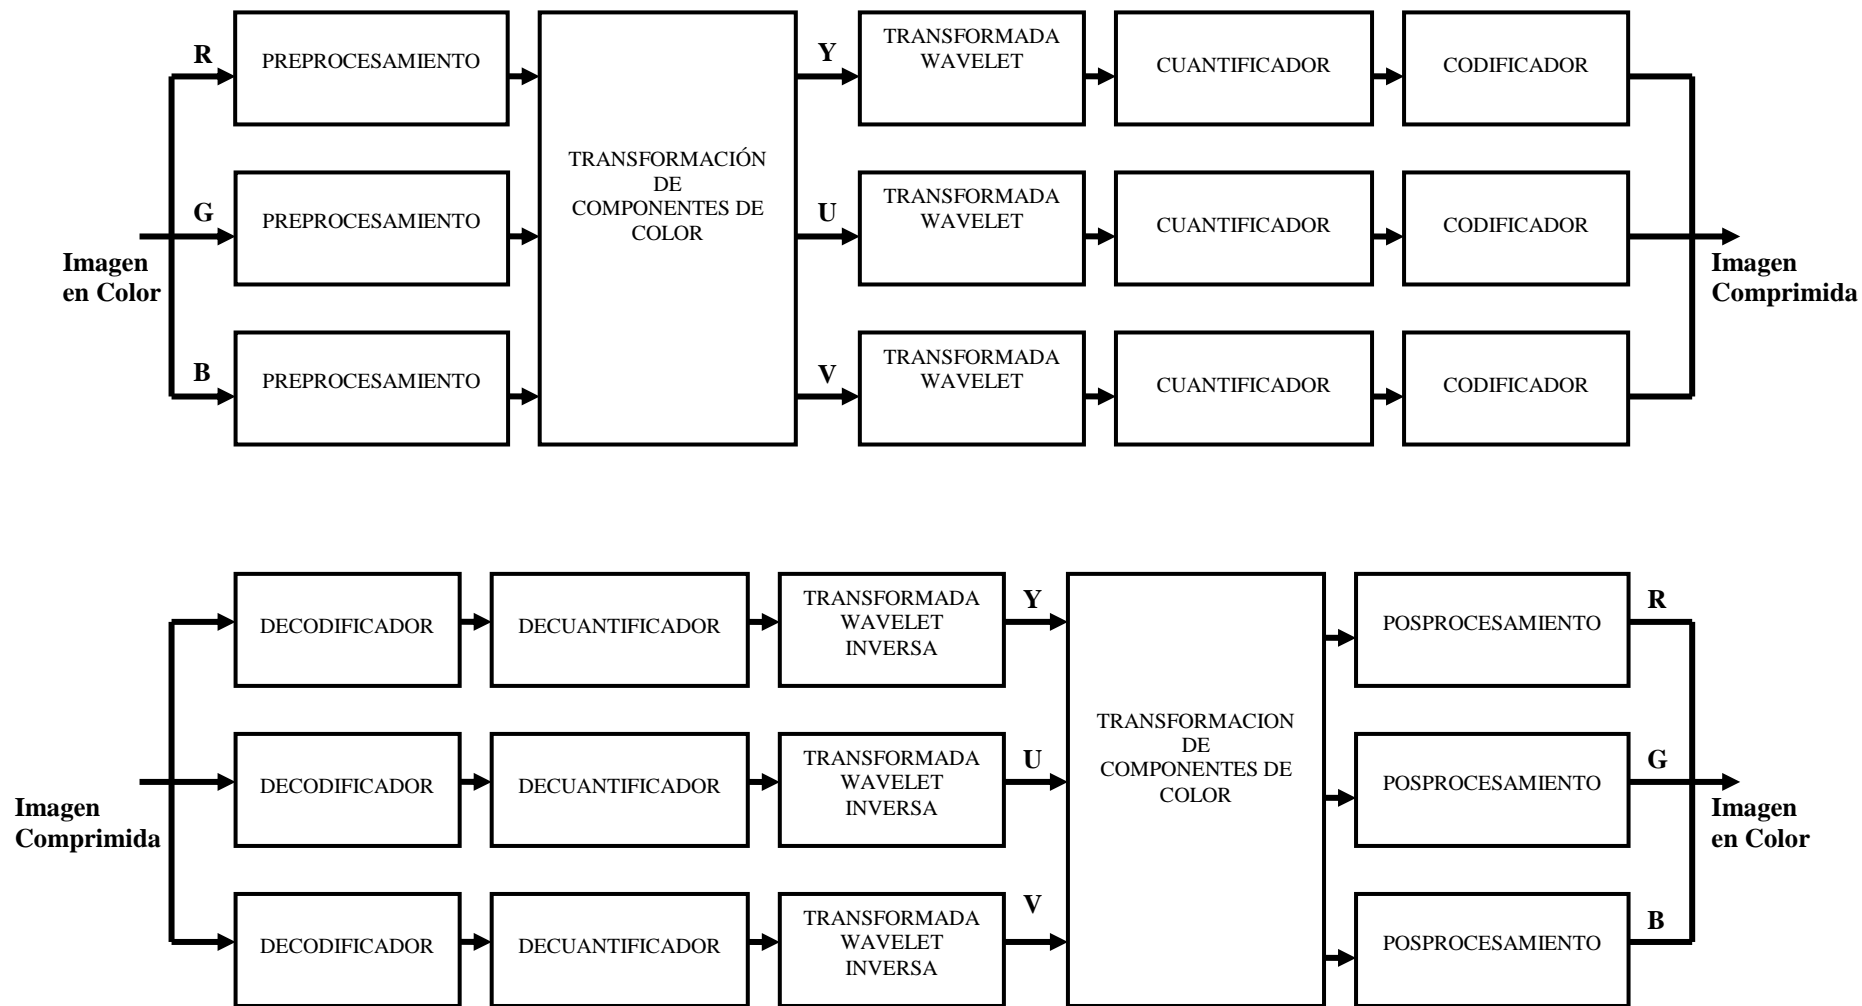 R
PREPROCESAMIENTO
Y
TRANSFORMADA
WAVELET
CUANTIFICADOR
CODIFICADOR
TRANSFORMACIÓN
DE
COMPONENTES DE
COLOR
G
PREPROCESAMIENTO
U
TRANSFORMADA
WAVELET
CUANTIFICADOR
CODIFICADOR
Imagen
en Color
Imagen
Comprimida
B
PREPROCESAMIENTO
V
TRANSFORMADA
WAVELET
CUANTIFICADOR
CODIFICADOR
DECODIFICADOR
DECUANTIFICADOR
TRANSFORMADA
WAVELET
INVERSA
Y
POSPROCESAMIENTO
R
TRANSFORMACION
DE
COMPONENTES DE
COLOR
DECODIFICADOR
DECUANTIFICADOR
TRANSFORMADA
WAVELET
INVERSA
U
POSPROCESAMIENTO
G
Imagen
Comprimida
Imagen
en Color
DECODIFICADOR
DECUANTIFICADOR
TRANSFORMADA
WAVELET
INVERSA
V
POSPROCESAMIENTO
B